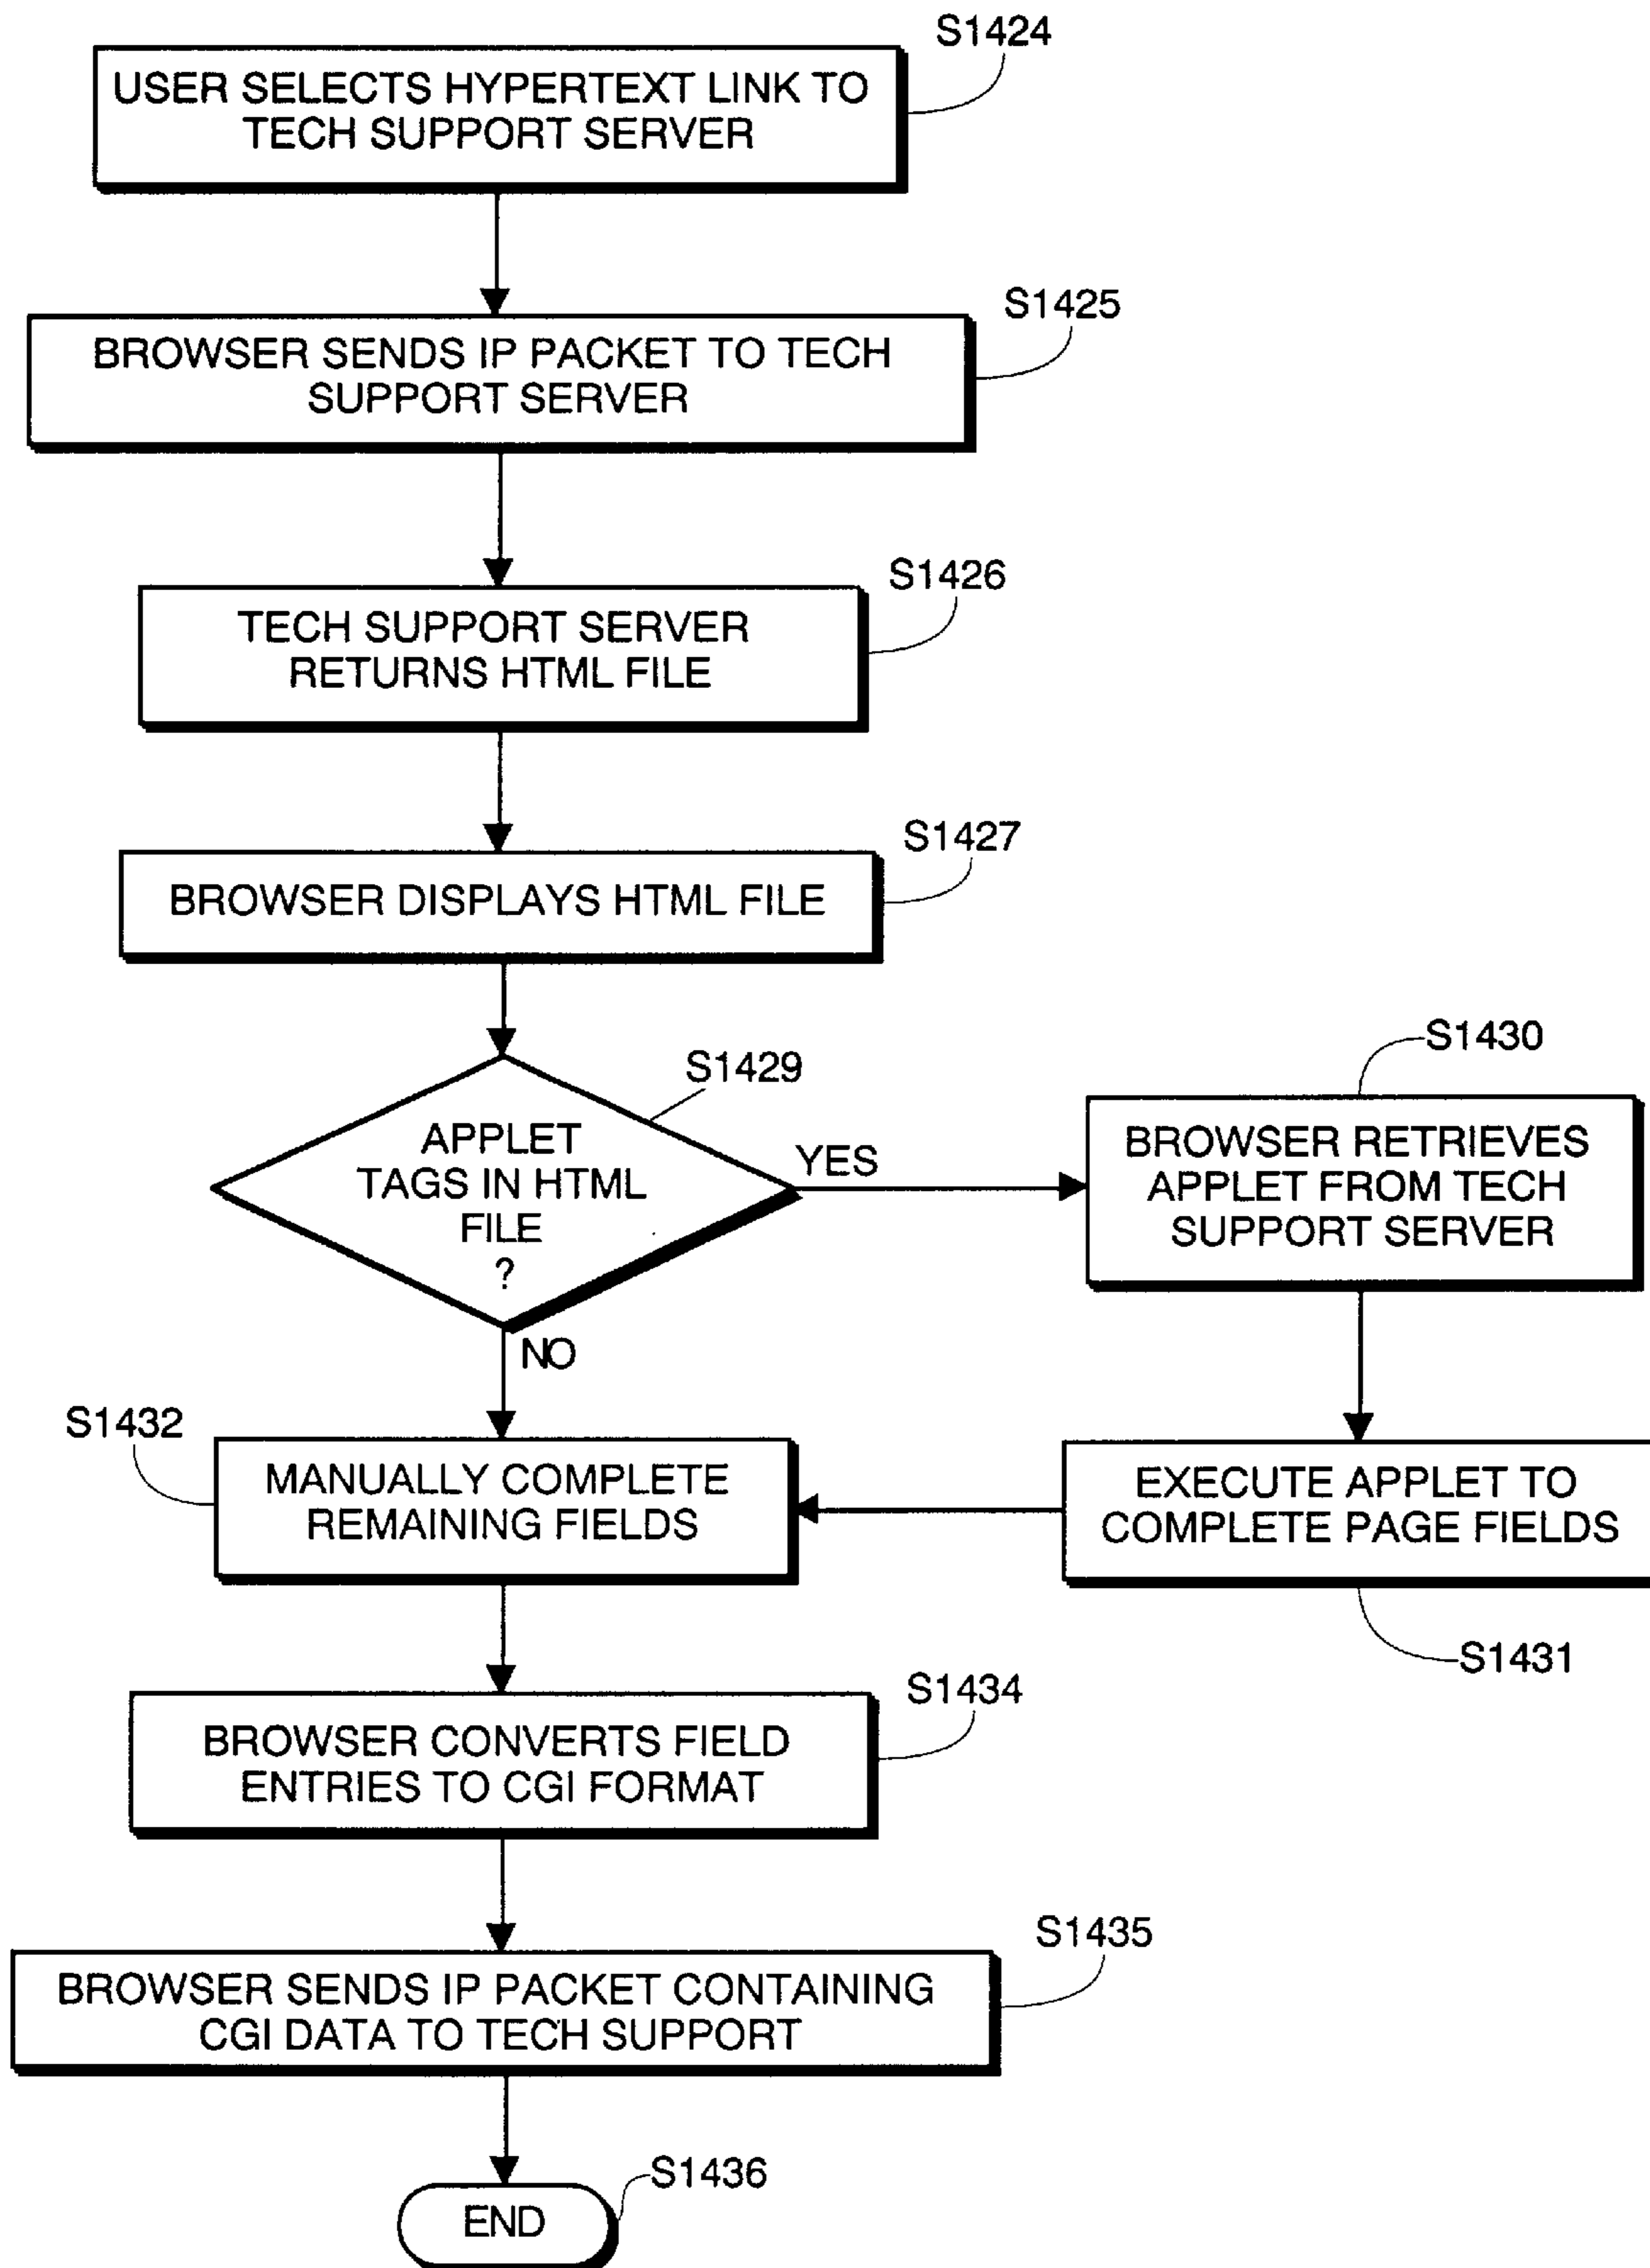 S1424
USER SELECTS HYPERTEXT LINK TO
TECH SUPPORT SERVER
S1425
BROWSER SENDS IP PACKET TO TECH
SUPPORT SERVER
S1426
TECH SUPPORT SERVER
RETURNS HTML FILE
S1427
BROWSER DISPLAYS HTML FILE
S1429
APPLET
TAGS IN HTML
FILE
?
YES
NO
S1430
BROWSER RETRIEVES
APPLET FROM TECH
SUPPORT SERVER
EXECUTE APPLET TO
COMPLETE PAGE FIELDS
S1431
S1432
MANUALLY COMPLETE
REMAINING FIELDS
S1434
BROWSER CONVERTS FIELD
ENTRIES TO CGI FORMAT
S1435
BROWSER SENDS IP PACKET CONTAINING
CGI DATA TO TECH SUPPORT
S1436
END